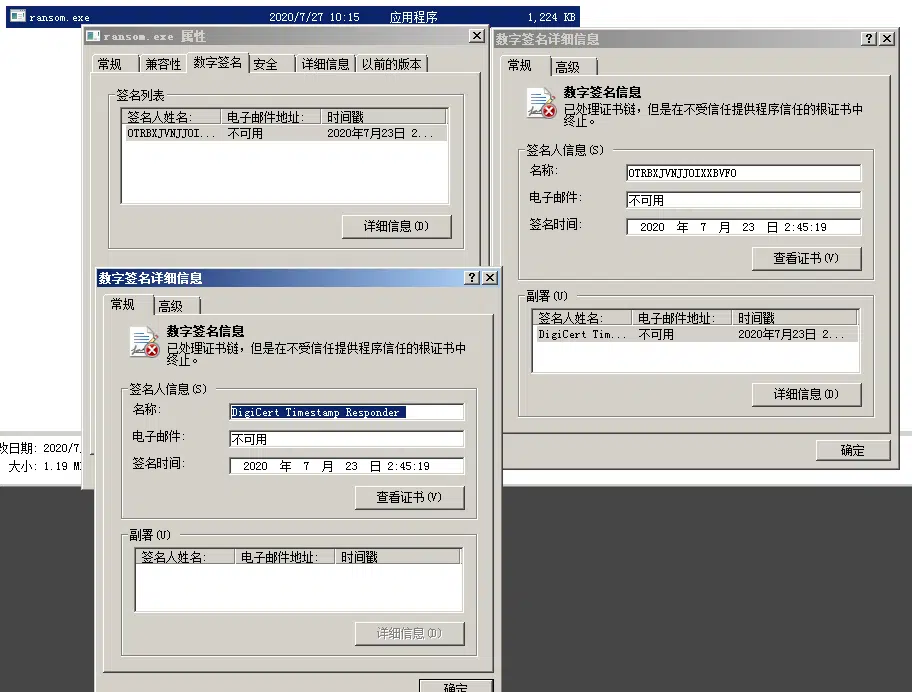 ransom.exe 2020/7/27 10:15 应用程序 1,224 KB
ransom.exe 属性
常规 兼容性 数字签名 安全 详细信息 以前的版本
签名列表
签名人姓名: 电子邮件地址: 时间戳
OTRBXJVNJJOI... 不可用 2020年7月23日 2...
详细信息(D)
数字签名详细信息
常规 高级
数字签名信息
已处理证书链，但是在不受信任提供程序信任的根证书中
终止。
签名人信息(S)
名称: OTRBXJVNJJOIXXBVFO
电子邮件: 不可用
签名时间: 2020 年 7 月 23 日 2:45:19
查看证书(V)
副署(U)
签名人姓名: 电子邮件地址: 时间戳
DigiCert Tim... 不可用 2020年7月23日 2...
详细信息(D)
确定
数字签名详细信息
常规 高级
数字签名信息
已处理证书链，但是在不受信任提供程序信任的根证书中
终止。
签名人信息(S)
名称: DigiCert Timestamp Responder
电子邮件: 不可用
签名时间: 2020 年 7 月 23 日 2:45:19
查看证书(V)
副署(U)
签名人姓名: 电子邮件地址: 时间戳
详细信息(D)
确定
改日期: 2020/7
大小: 1.19 M